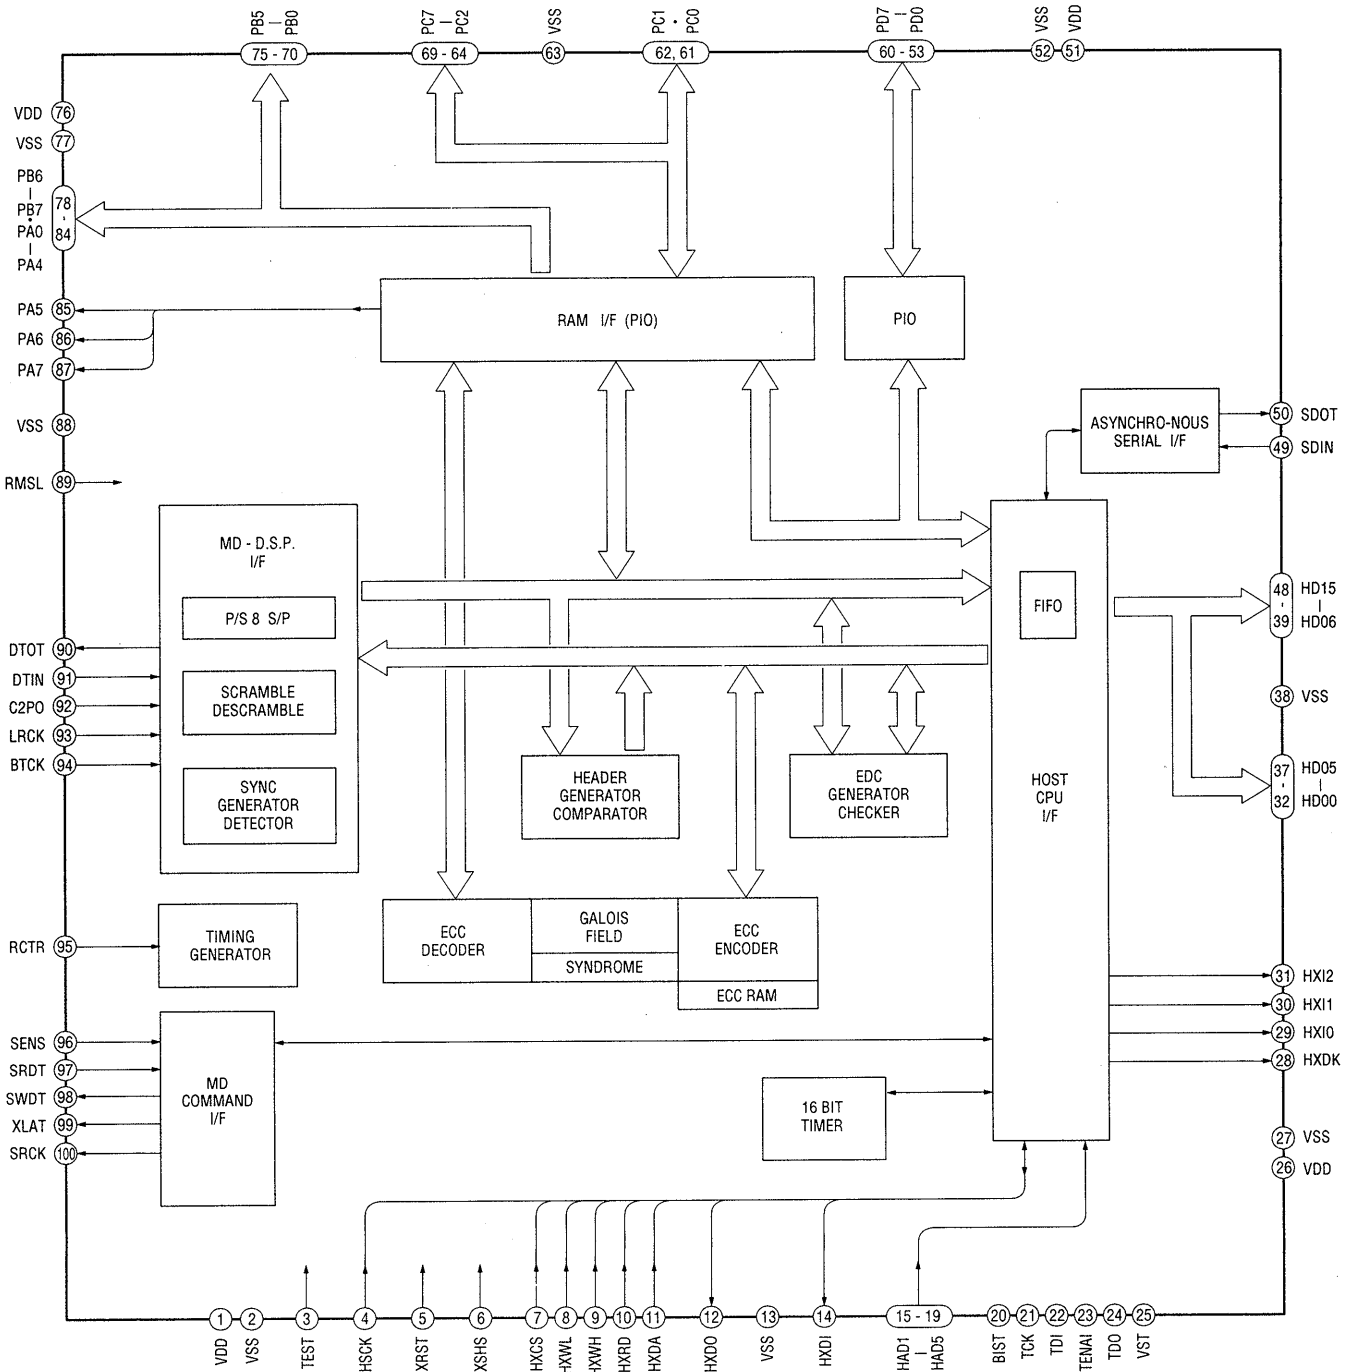 PB5
—
PB0
PC7
—
PC2
VSS
PC1
·
PC0
PD7
—
PD0
VSS
VDD
75 - 70
69 - 64
63
62, 61
60 - 53
52
51
VDD 76
VSS 77
PB6
—
PB7
·
PA0
—
PA4
78
-
84
PA5 85
PA6 86
PA7 87
VSS 88
RMSL 89
RAM I/F (PIO)
PIO
ASYNCHRO-NOUS
SERIAL I/F
50 SDOT
49 SDIN
MD - D.S.P.
I/F
P/S 8 S/P
SCRAMBLE
DESCRAMBLE
SYNC
GENERATOR
DETECTOR
DTOT 90
DTIN 91
C2PO 92
LRCK 93
BTCK 94
FIFO
HOST
CPU
I/F
48
-
39
HD15
—
HD06
38 VSS
37
-
32
HD05
—
HD00
HEADER
GENERATOR
COMPARATOR
EDC
GENERATOR
CHECKER
ECC
DECODER
GALOIS
FIELD
SYNDROME
ECC
ENCODER
ECC RAM
RCTR 95
TIMING
GENERATOR
31 HXI2
30 HXI1
29 HXI0
28 HXDK
SENS 96
SRDT 97
SWDT 98
XLAT 99
SRCK 100
MD
COMMAND
I/F
16 BIT
TIMER
27 VSS
26 VDD
1
2
3
4
5
6
7
8
9
10
11
12
13
14
15 - 19
20
21
22
23
24
25
VDD
VSS
TEST
HSCK
XRST
XSHS
HXCS
HXWL
HXWH
HXRD
HXDA
HXDO
VSS
HXDI
HAD1
—
HAD5
BIST
TCK
TDI
TENAI
TDO
VST